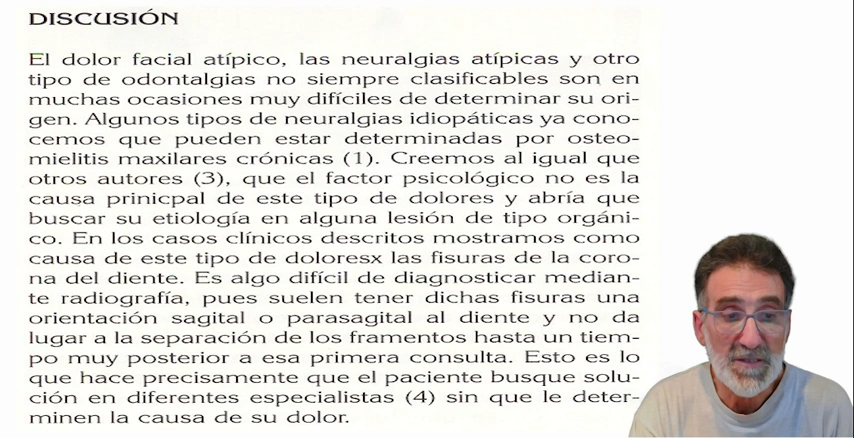 DISCUSIÓN
El dolor facial atípico, las neuralgias atípicas y otro
tipo de odontalgias no siempre clasificables son en
muchas ocasiones muy difíciles de determinar su ori-
gen. Algunos tipos de neuralgias idiopáticas ya cono-
cemos que pueden estar determinadas por osteo-
mielitis maxilares crónicas (1). Creemos al igual que
otros autores (3), que el factor psicológico no es la
causa prinicpal de este tipo de dolores y abría que
buscar su etiología en alguna lesión de tipo orgáni-
co. En los casos clínicos descritos mostramos como
causa de este tipo de doloresx las fisuras de la coro-
na del diente. Es algo difícil de diagnosticar median-
te radiografía, pues suelen tener dichas fisuras una
orientación sagital o parasagital al diente y no da
lugar a la separación de los framentos hasta un tiem-
po muy posterior a esa primera consulta. Esto es lo
que hace precisamente que el paciente busque solu-
ción en diferentes especialistas (4) sin que le deter-
minen la causa de su dolor.